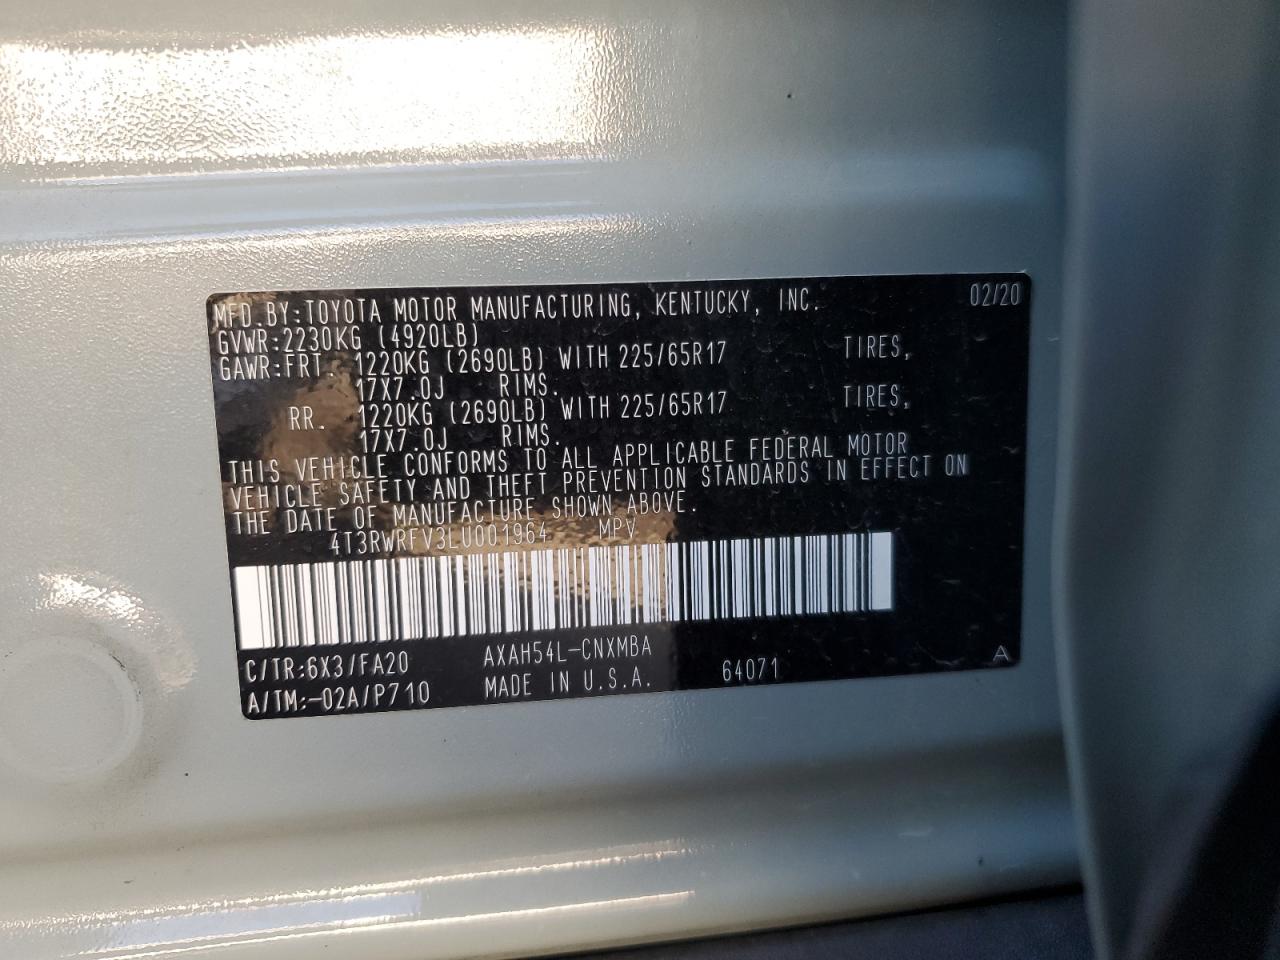 MFD.BY:TOYOTA MOTOR MANUFACTURING, KENTUCKY, INC. 02/20
GVWR:2230KG (4920LB)
GAWR:FRT. 1220KG (2690LB) WITH 225/65R17 TIRES,
17X7.0J RIMS.
RR. 1220KG (2690LB) WITH 225/65R17 TIRES,
17X7.0J RIMS.
THIS VEHICLE CONFORMS TO ALL APPLICABLE FEDERAL MOTOR
VEHICLE SAFETY AND THEFT PREVENTION STANDARDS IN EFFECT ON
THE DATE OF MANUFACTURE SHOWN ABOVE.
4T3RWRFV3LU001964 MPV
C/TR:6X3/FA20 AXAH54L-CNXMBA
A/TM:-02A/P710 MADE IN U.S.A. 64071 A